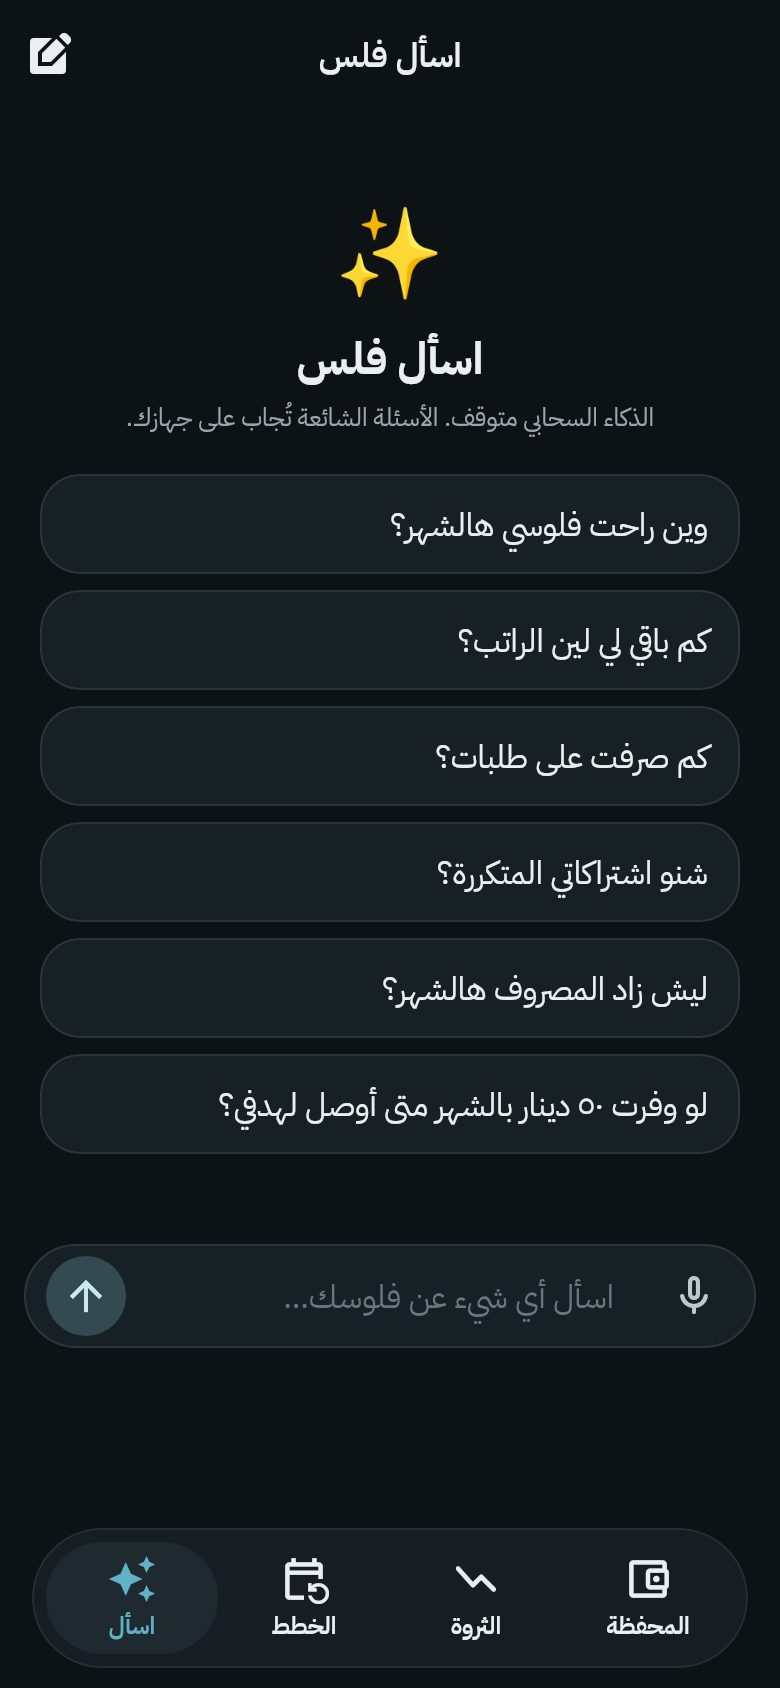 اسأل فلس
اسأل فلس
الذكاء السحابي متوقف. الأسئلة الشائعة تُجاب على جهازك.
وين راحت فلوسي هالشهر؟
كم باقي لي لين الراتب؟
كم صرفت على طلبات؟
شنو اشتراكاتي المتكررة؟
ليش زاد المصروف هالشهر؟
لو وفرت ٥٠ دينار بالشهر متى أوصل لهدفي؟
اسأل أي شيء عن فلوسك...
المحفظة
الثروة
الخطط
اسأل